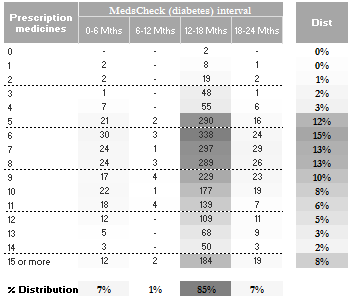 Prescription medicines MedsCheck (diabetes) interval Dist
0-6 Mths 6-12 Mths 12-18 Mths 18-24 Mths
0 - - 2 - 0%
1 2 - 8 1 0%
2 2 - 19 2 1%
3 1 - 48 1 2%
4 7 - 55 6 3%
5 21 2 290 16 12%
6 30 3 338 24 15%
7 24 1 297 29 13%
8 24 3 289 26 13%
9 17 4 229 23 10%
10 22 1 177 19 8%
11 18 4 139 7 6%
12 12 - 109 11 5%
13 5 - 68 9 3%
14 3 - 50 3 2%
15 or more 12 2 184 19 8%
% Distribution 7% 1% 85% 7%